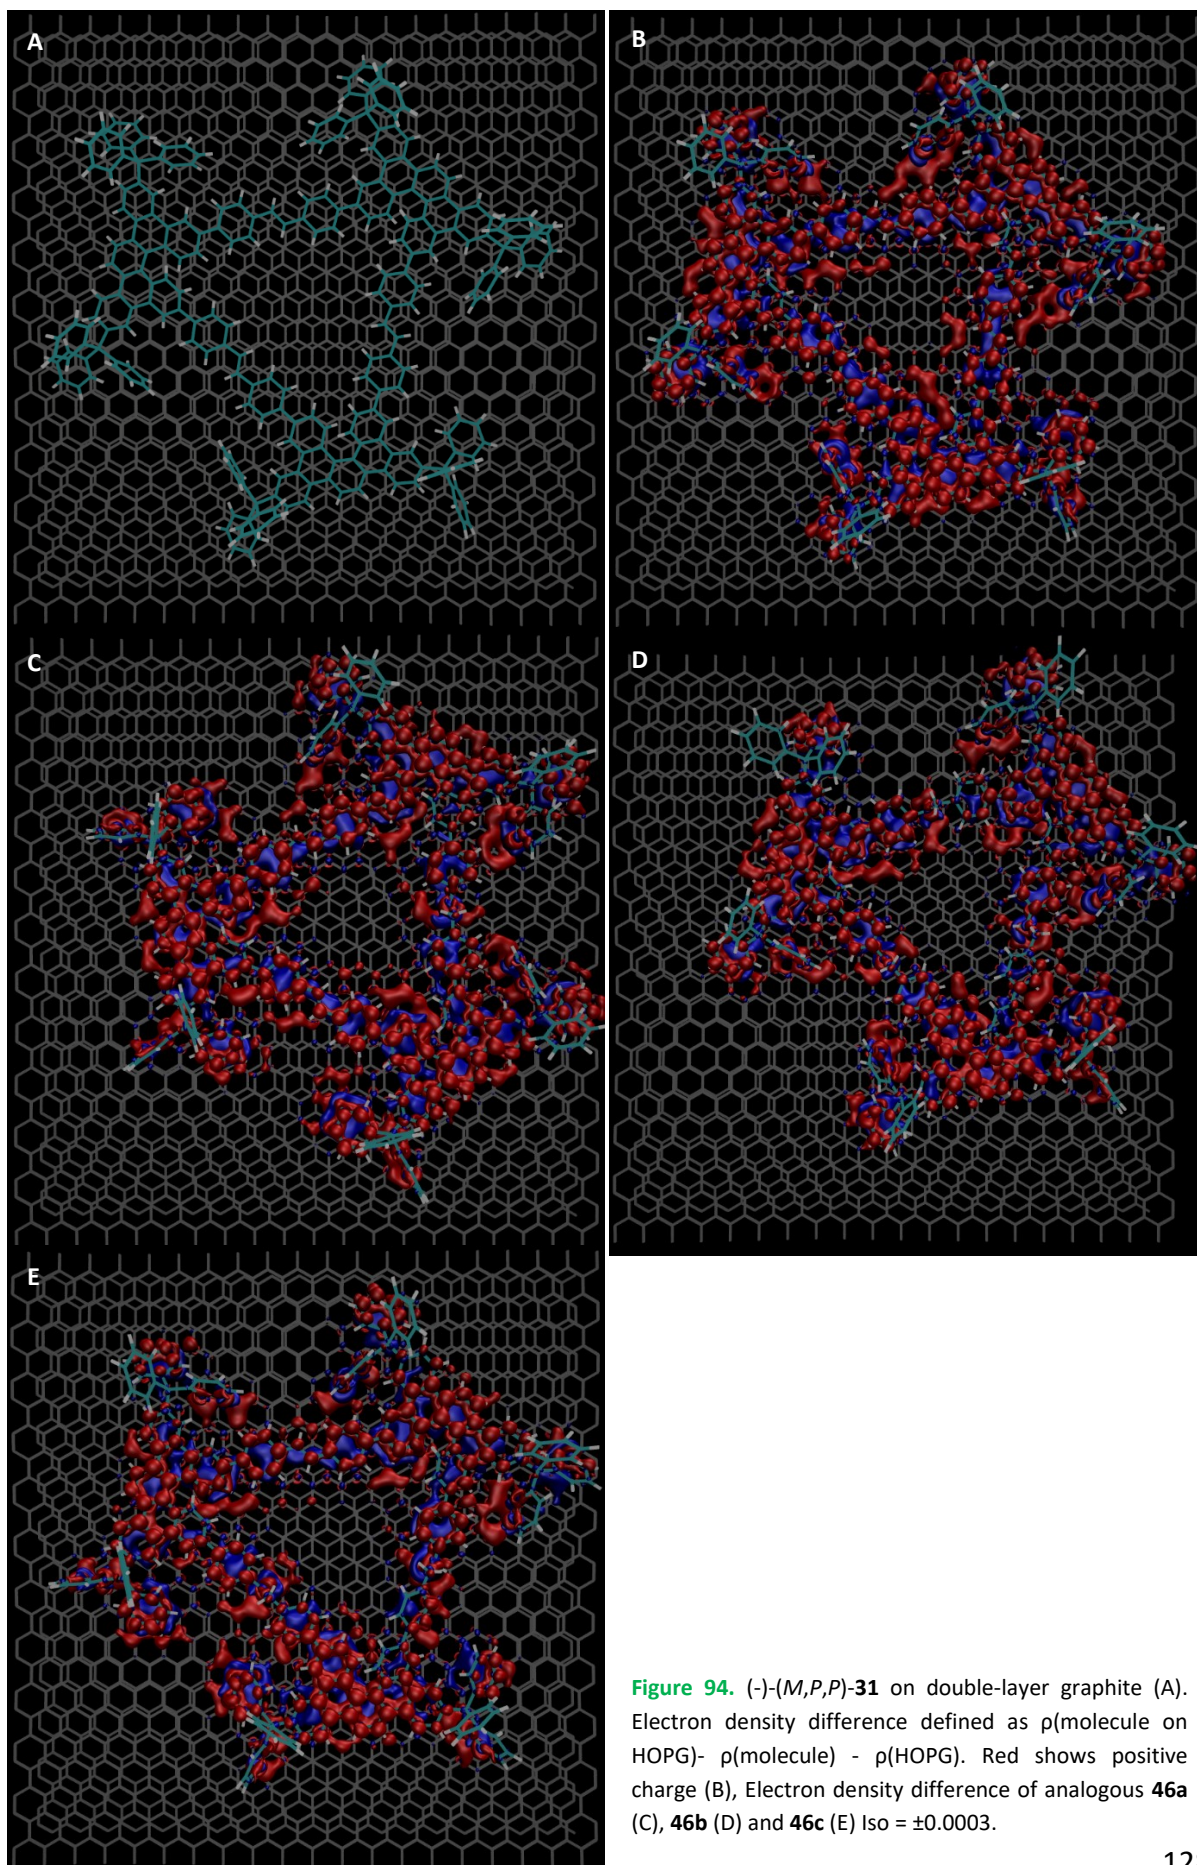 A
B
C
D
E
Figure 94. (-)-(M,P,P)-31 on double-layer graphite (A).
Electron density difference defined as ρ(molecule on
HOPG)- ρ(molecule) - ρ(HOPG). Red shows positive
charge (B), Electron density difference of analogous 46a
(C), 46b (D) and 46c (E) Iso = ±0.0003.
12